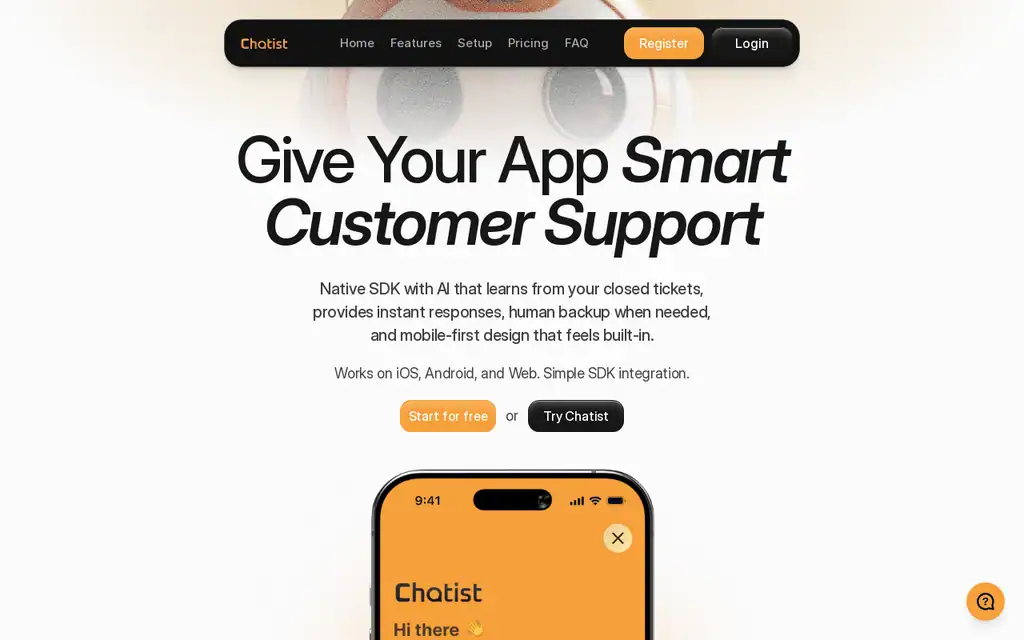 Chatist
Home Features Setup Pricing FAQ
Register
Login
Give Your App Smart
Customer Support
Native SDK with AI that learns from your closed tickets,
provides instant responses, human backup when needed,
and mobile-first design that feels built-in.
Works on iOS, Android, and Web. Simple SDK integration.
Start for free or Try Chatist
9:41
Chatist
Hi there 👋